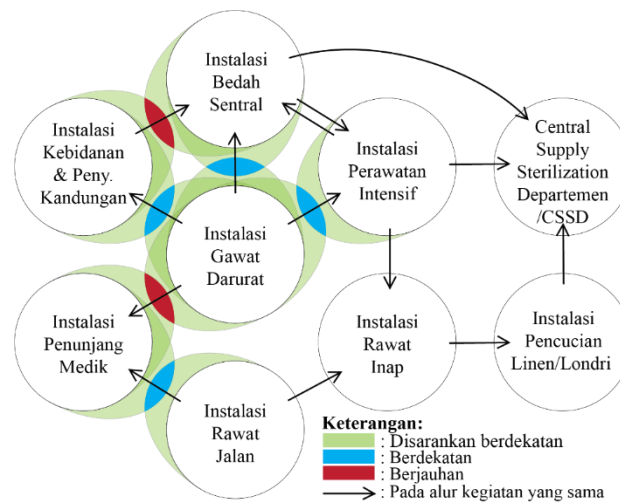 Instalasi
Bedah
Sentral
Instalasi
Kebidanan
& Peny.
Kandungan
Instalasi
Perawatan
Intensif
Central
Supply
Sterilization
Departemen
/CSSD
Instalasi
Gawat
Darurat
Instalasi
Penunjang
Medik
Instalasi
Rawat
Inap
Instalasi
Pencucian
Linen/Londri
Instalasi
Rawat
Jalan
Keterangan:
: Disarankan berdekatan
: Berdekatan
: Berjauhan
: Pada alur kegiatan yang sama